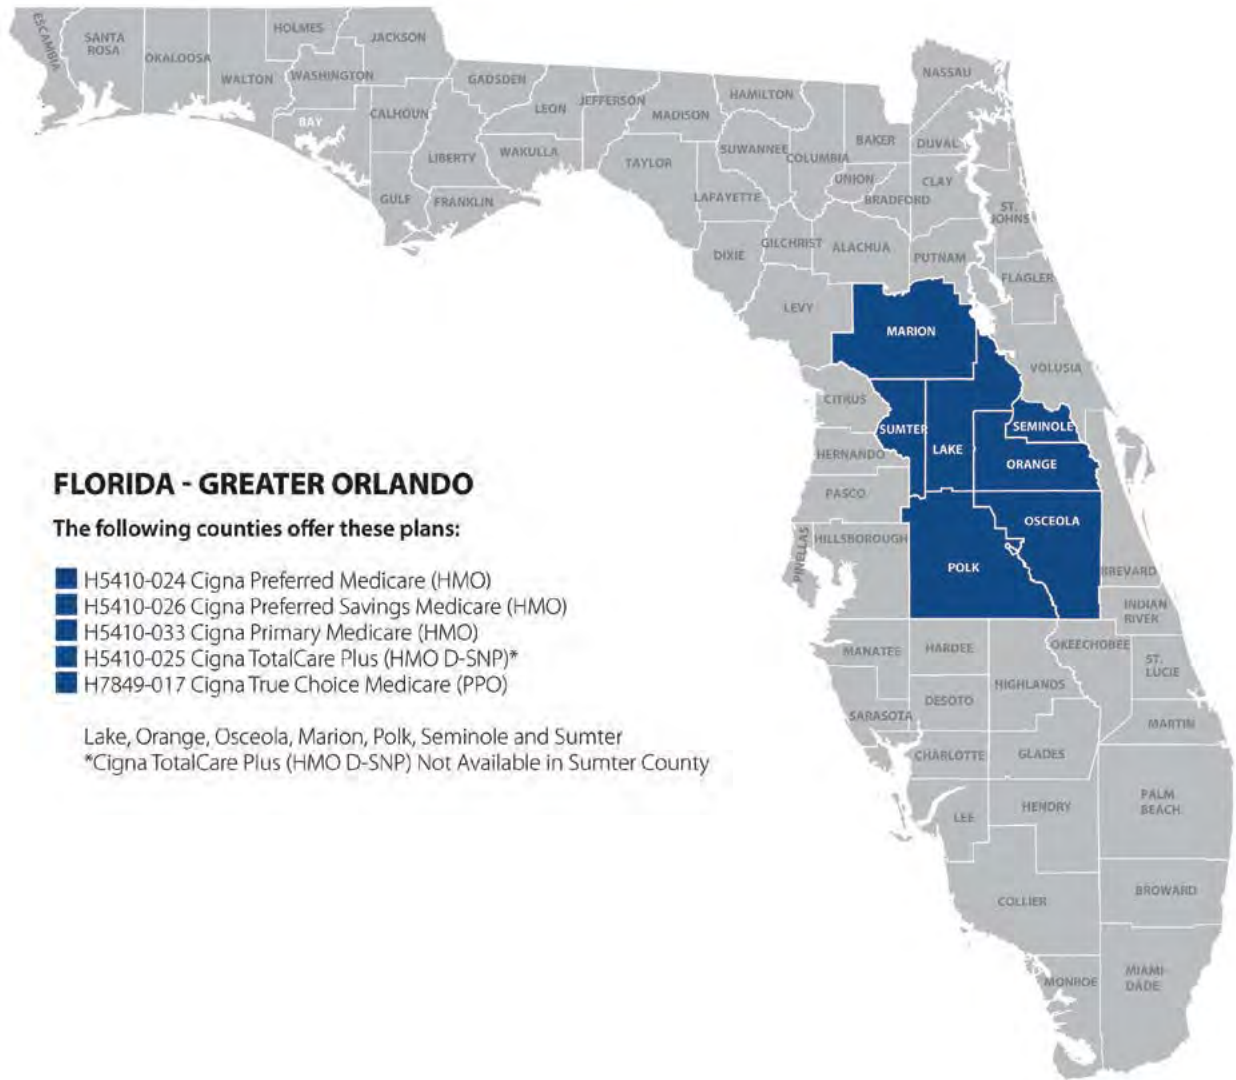 ESCAMBIA
SANTA
ROSA
OKALOOSA
WALTON
HOLMES
WASHINGTON
JACKSON
BAY
CALHOUN
GULF
GADSDEN
LIBERTY
FRANKLIN
LEON
WAKULLA
JEFFERSON
MADISON
TAYLOR
HAMILTON
SUWANNEE
LAFAYETTE
DIXIE
COLUMBIA
GILCHRIST
BAKER
UNION
BRADFORD
ALACHUA
NASSAU
DUVAL
CLAY
ST.
JOHNS
PUTNAM
FLAGLER
LEVY
MARION
VOLUSIA
CITRUS
SUMTER
LAKE
SEMINOLE
HERNANDO
ORANGE
PASCO
OSCEOLA
PINELLAS
HILLSBOROUGH
POLK
BREVARD
INDIAN
RIVER
MANATEE
HARDEE
OKEECHOBEE
ST.
LUCIE
HIGHLANDS
DESOTO
SARASOTA
MARTIN
CHARLOTTE
GLADES
LEE
HENDRY
PALM
BEACH
COLLIER
BROWARD
MONROE
MIAMI-
DADE
FLORIDA - GREATER ORLANDO
The following counties offer these plans:
H5410-024 Cigna Preferred Medicare (HMO)
H5410-026 Cigna Preferred Savings Medicare (HMO)
H5410-033 Cigna Primary Medicare (HMO)
H5410-025 Cigna TotalCare Plus (HMO D-SNP)*
H7849-017 Cigna True Choice Medicare (PPO)
Lake, Orange, Osceola, Marion, Polk, Seminole and Sumter
*Cigna TotalCare Plus (HMO D-SNP) Not Available in Sumter County